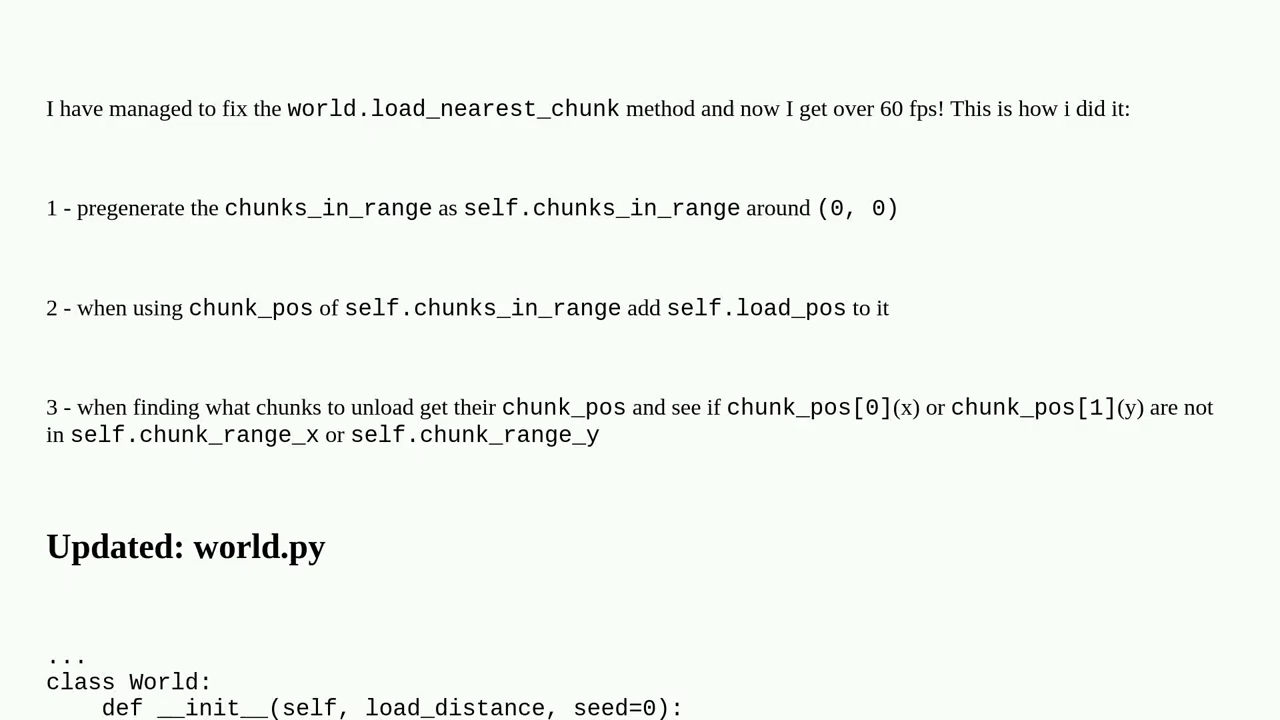 I have managed to fix the world.load_nearest_chunk method and now I get over 60 fps! This is how i did it:
1 - pregenerate the chunks_in_range as self.chunks_in_range around (0, 0)
2 - when using chunk_pos of self.chunks_in_range add self.load_pos to it
3 - when finding what chunks to unload get their chunk_pos and see if chunk_pos[0](x) or chunk_pos[1](y) are not
in self.chunk_range_x or self.chunk_range_y
Updated: world.py
...
class World:
    def __init__(self, load_distance, seed=0):